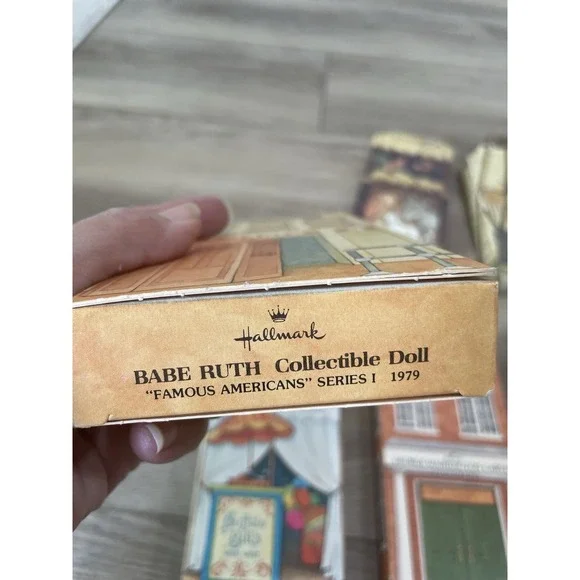 Hallmark
BABE RUTH Collectible Doll
"FAMOUS AMERICANS" SERIES I 1979